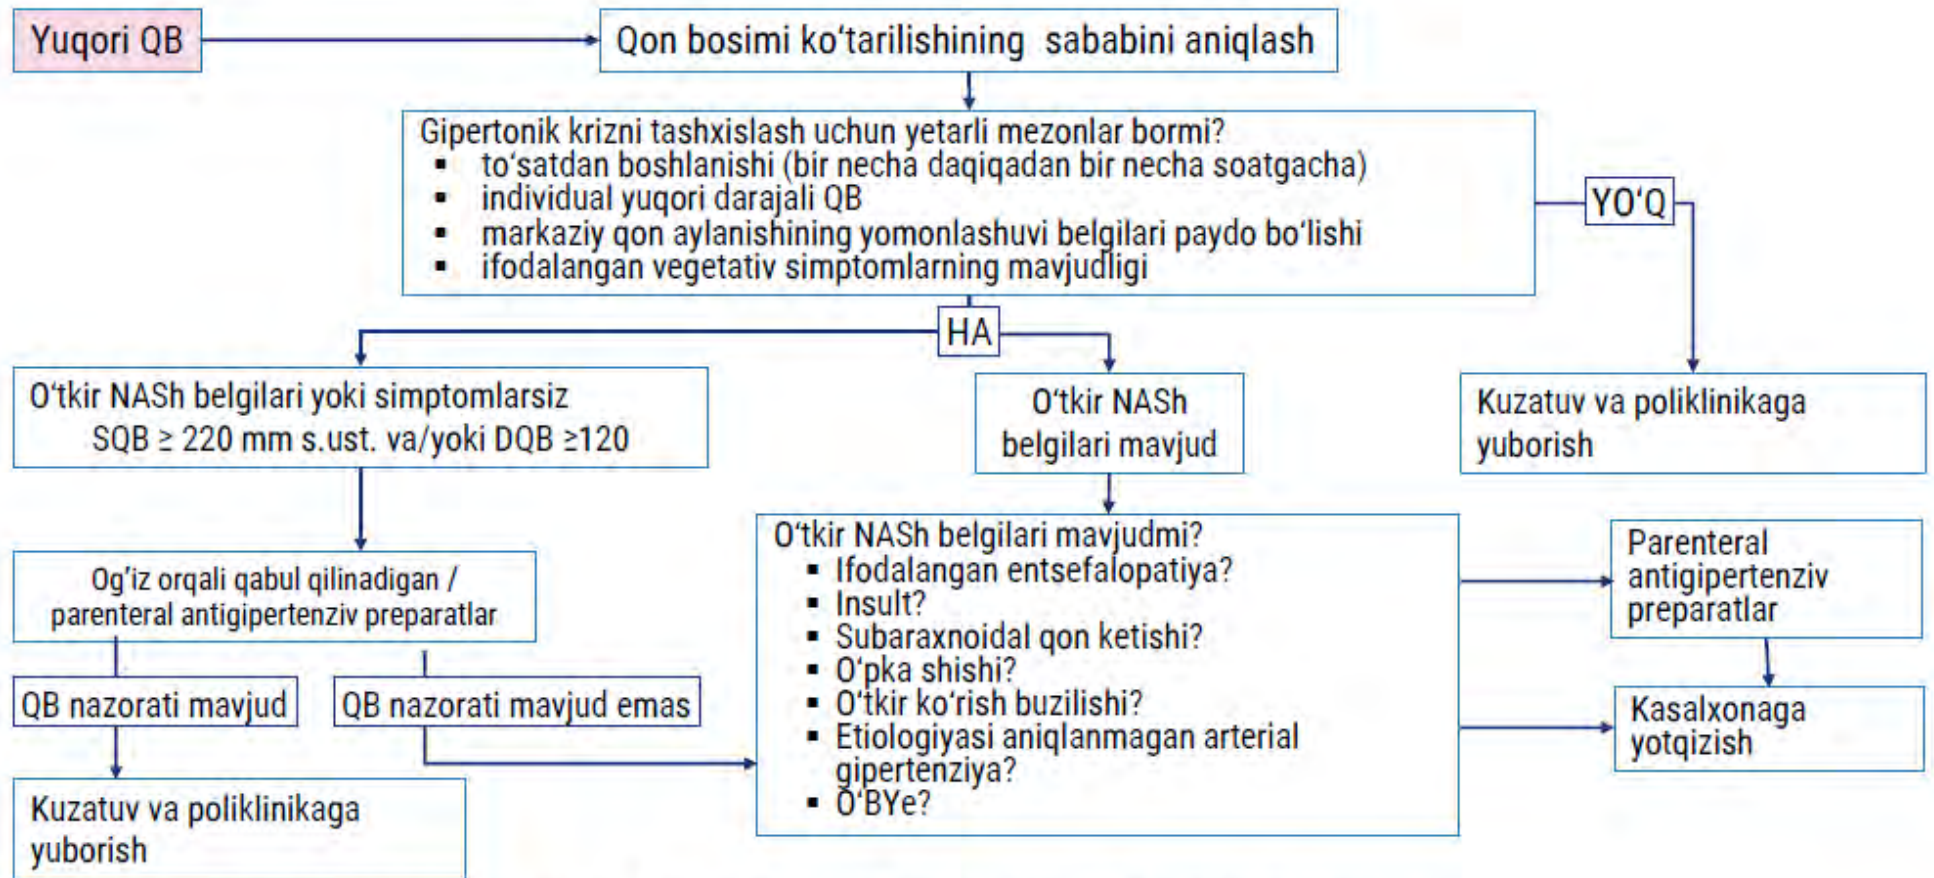 Yuqori QB
Qon bosimi ko‘tarilishining sababini aniqlash
Gipertonik krizni tashxislash uchun yetarli mezonlar bormi?
▪ to‘satdan boshlanishi (bir necha daqiqadan bir necha soatgacha)
▪ individual yuqori darajali QB
▪ markaziy qon aylanishining yomonlashuvi belgilari paydo bo‘lishi
▪ ifodalangan vegetativ simptomlarning mavjudligi
YO‘Q
HA
O‘tkir NASh belgilari yoki simptomlarsiz
SQB ≥ 220 mm s.ust. va/yoki DQB ≥120
O‘tkir NASh
belgilari mavjud
Kuzatuv va poliklinikaga
yuborish
Og‘iz orqali qabul qilinadigan /
parenteral antigipertenziv preparatlar
QB nazorati mavjud
QB nazorati mavjud emas
Kuzatuv va poliklinikaga
yuborish
O‘tkir NASh belgilari mavjudmi?
▪ Ifodalangan entsefalopatiya?
▪ Insult?
▪ Subaraxnoidal qon ketishi?
▪ O‘pka shishi?
▪ O‘tkir ko‘rish buzilishi?
▪ Etiologiyasi aniqlanmagan arterial
gipertenziya?
▪ O‘BYe?
Parenteral
antigipertenziv
preparatlar
Kasalxonaga
yotqizish